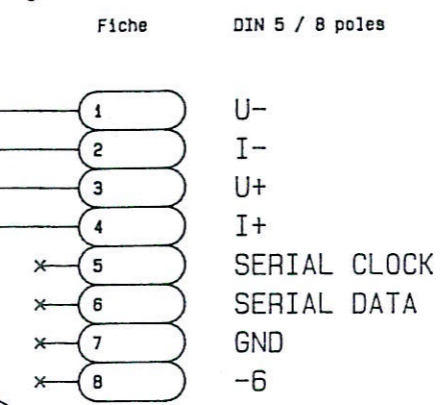 Fiche DIN 5 / 8 poles
1 U-
2 I-
3 U+
4 I+
5 SERIAL CLOCK
6 SERIAL DATA
7 GND
8 -6